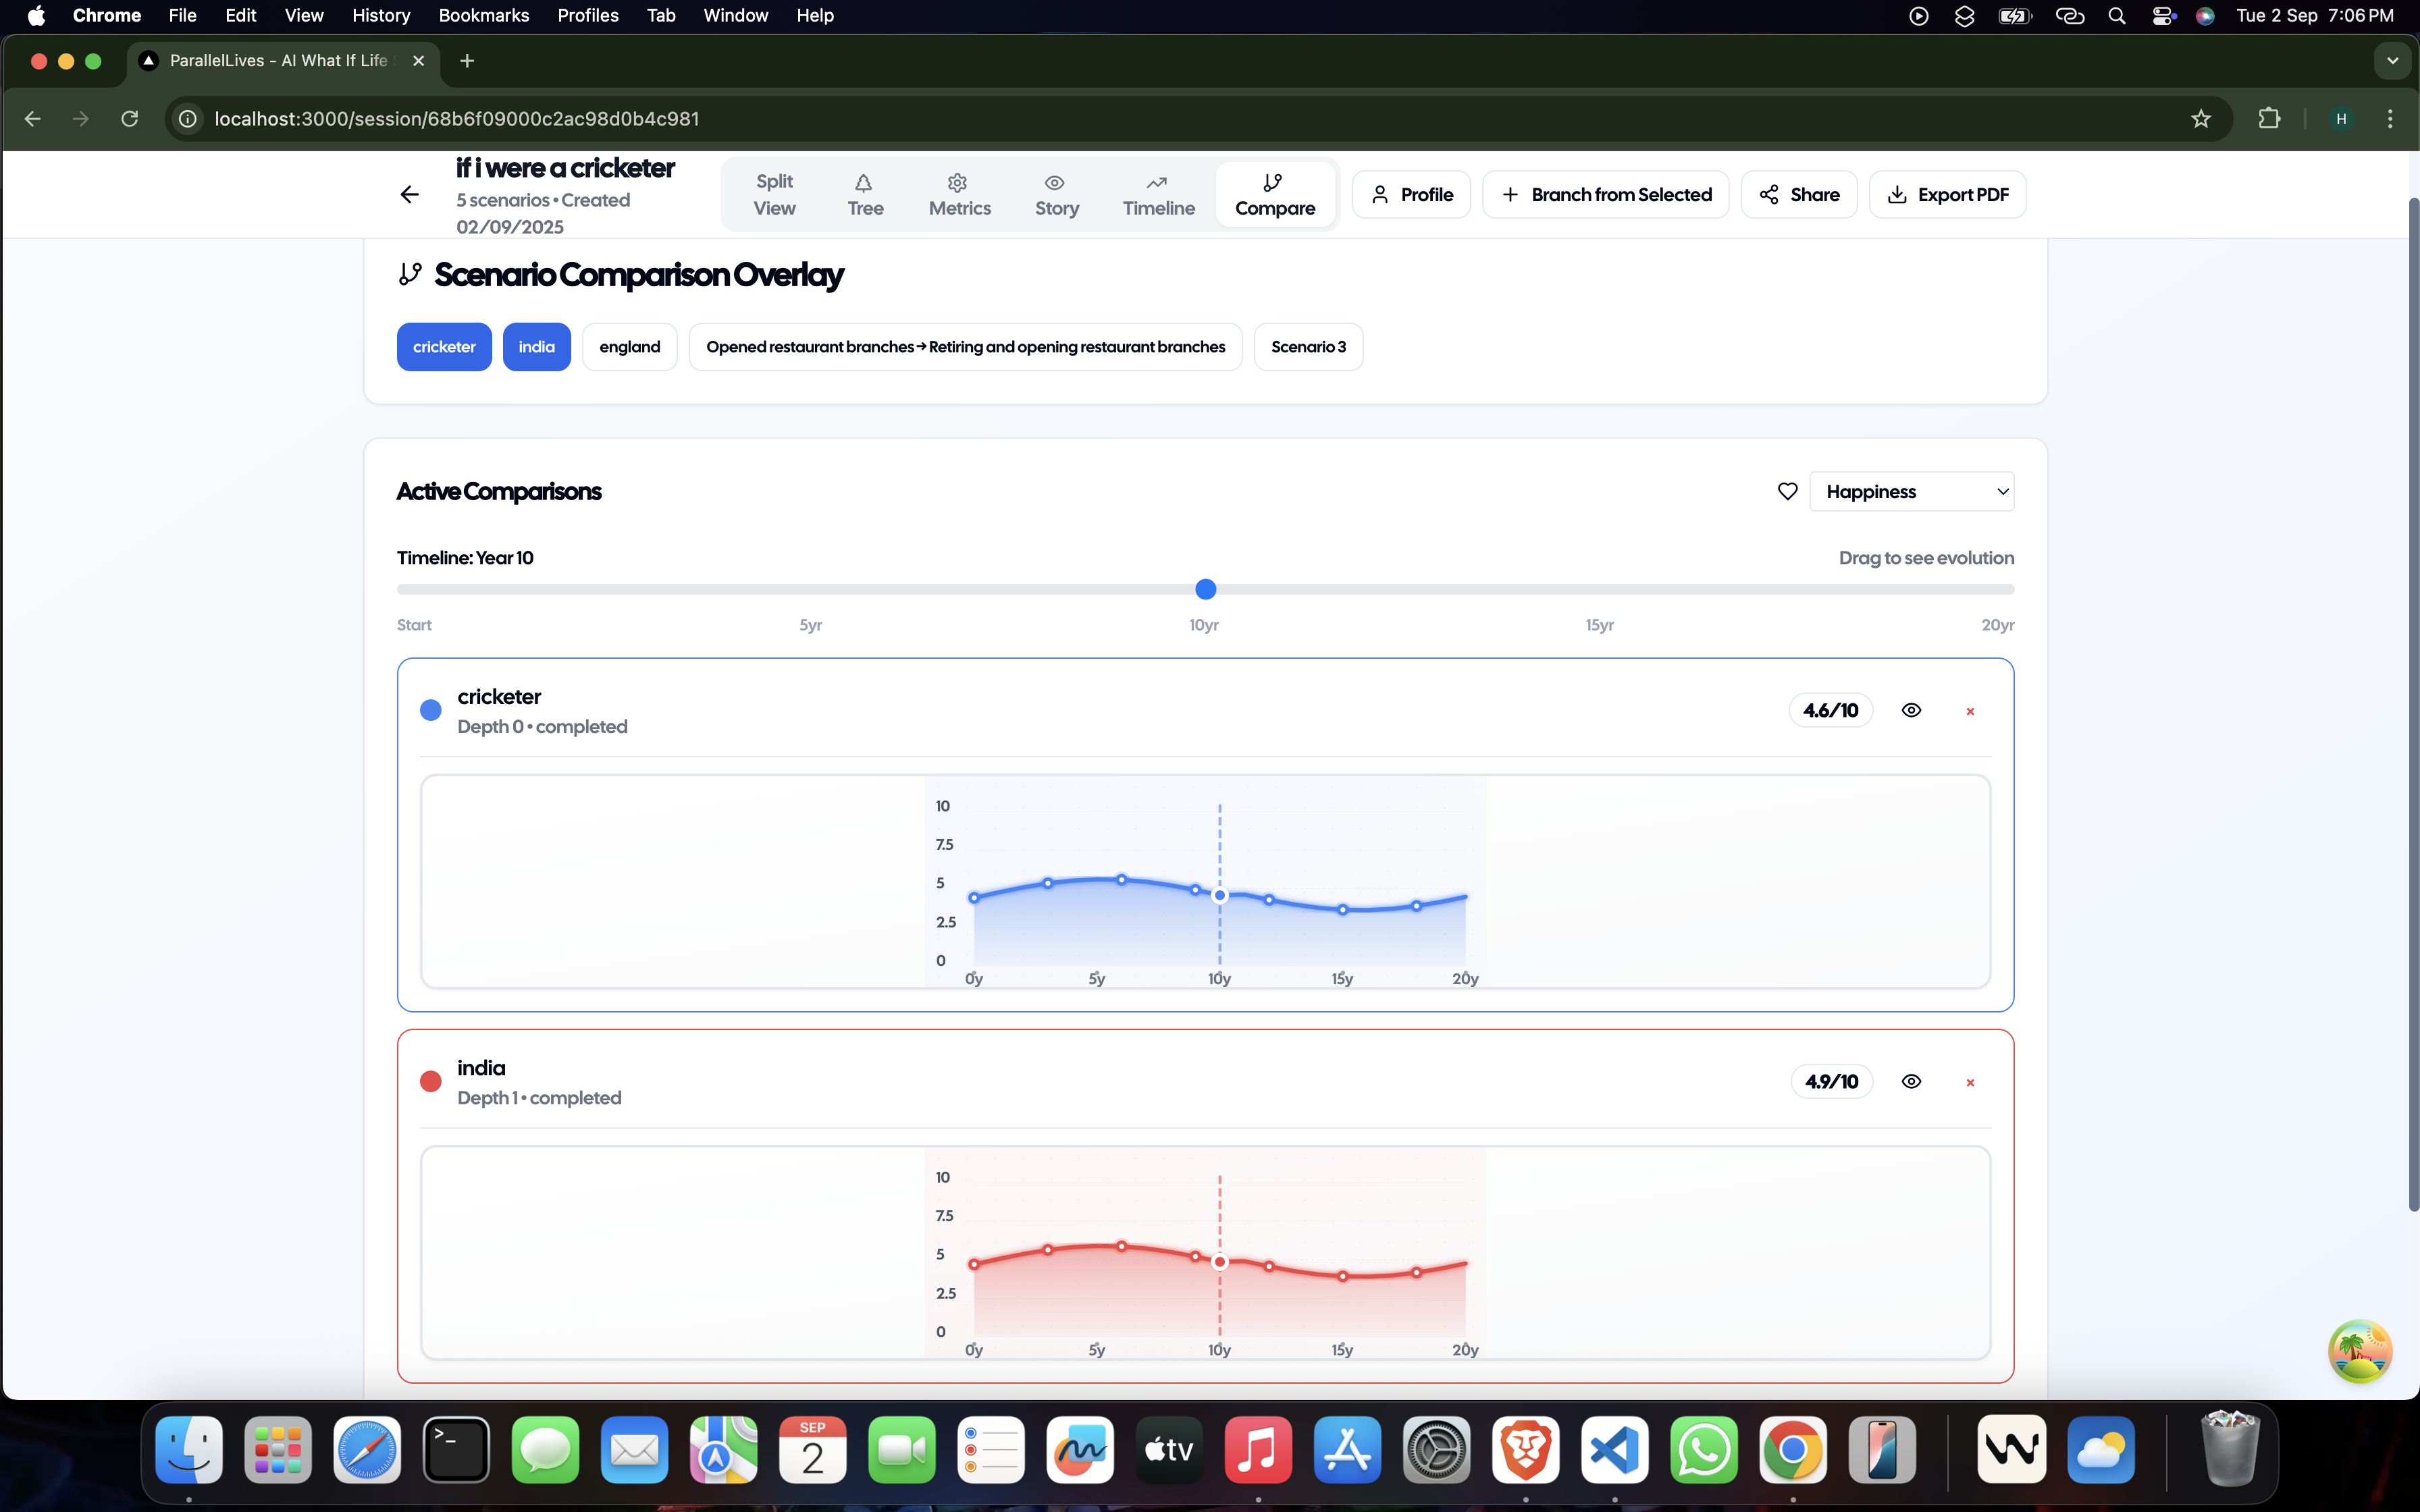 Chrome File Edit View History Bookmarks Profiles Tab Window Help Tue 2 Sep 7:06 PM
ParallelLives - AI What If Life
localhost:3000/session/68b6f09000c2ac98d0b4c981
H
if i were a cricketer
5 scenarios • Created
02/09/2025
Split
View
Tree
Metrics
Story
Timeline
Compare
Profile
Branch from Selected
Share
Export PDF
Scenario Comparison Overlay
cricketer
india
england
Opened restaurant branches → Retiring and opening restaurant branches
Scenario 3
Active Comparisons
Happiness
Timeline: Year 10
Drag to see evolution
Start
5yr
10yr
15yr
20yr
cricketer
Depth 0 • completed
4.6/10
×
10
7.5
5
2.5
0
0y
5y
10y
15y
20y
india
Depth 1 • completed
4.9/10
×
10
7.5
5
2.5
0
0y
5y
10y
15y
20y
SEP
2
tv